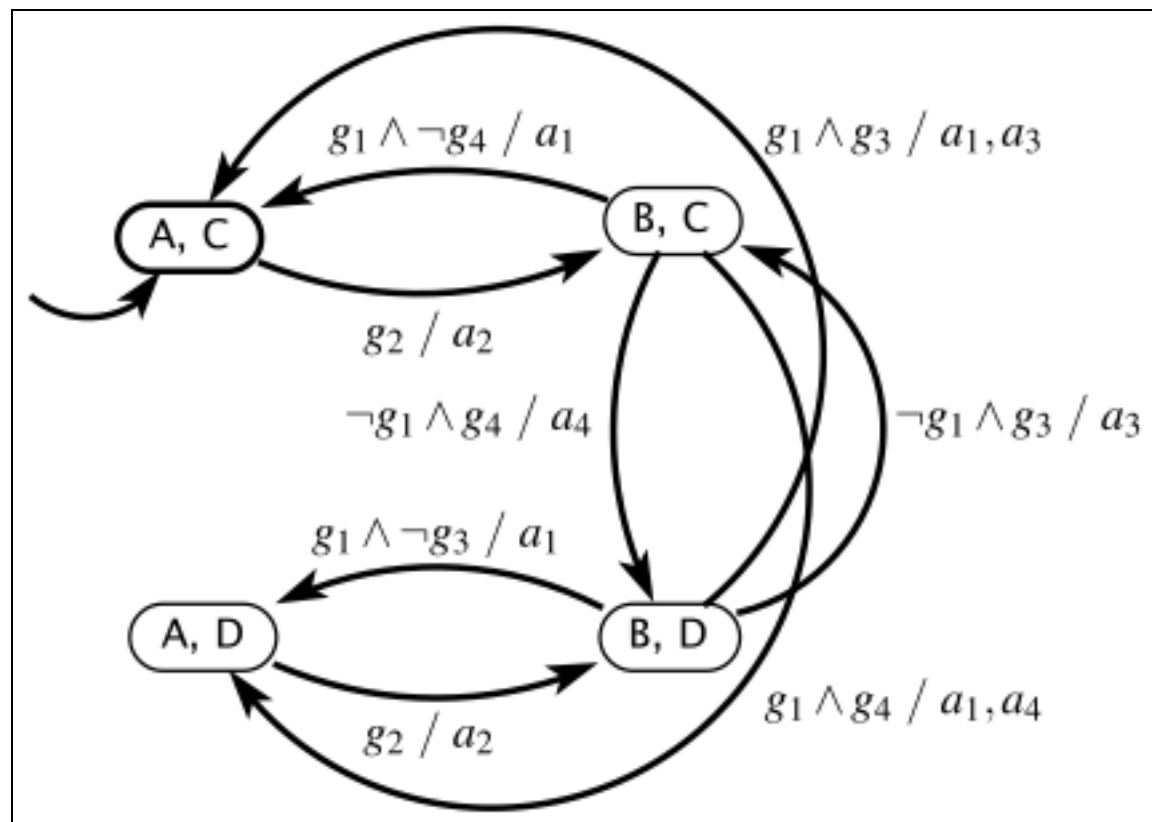 g₁ ∧ ¬g₄ / a₁
g₁ ∧ g₃ / a₁, a₃
A, C
B, C
g₂ / a₂
¬g₁ ∧ g₄ / a₄
¬g₁ ∧ g₃ / a₃
g₁ ∧ ¬g₃ / a₁
A, D
B, D
g₂ / a₂
g₁ ∧ g₄ / a₁, a₄